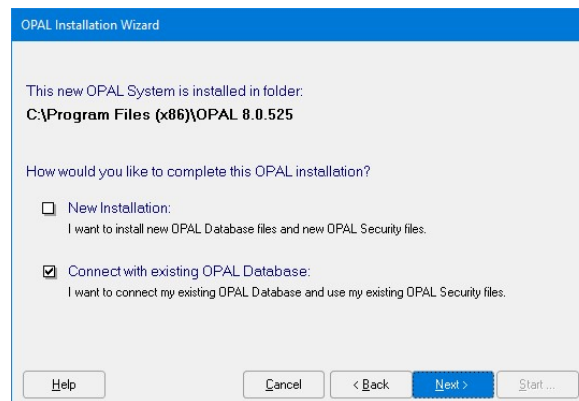 OPAL Installation Wizard
This new OPAL System is installed in folder:
C:\Program Files (x86)\OPAL 8.0.525
How would you like to complete this OPAL installation?
New Installation:
I want to install new OPAL Database files and new OPAL Security files.
Connect with existing OPAL Database:
I want to connect my existing OPAL Database and use my existing OPAL Security files.
Help Cancel < Back Next > Start ...